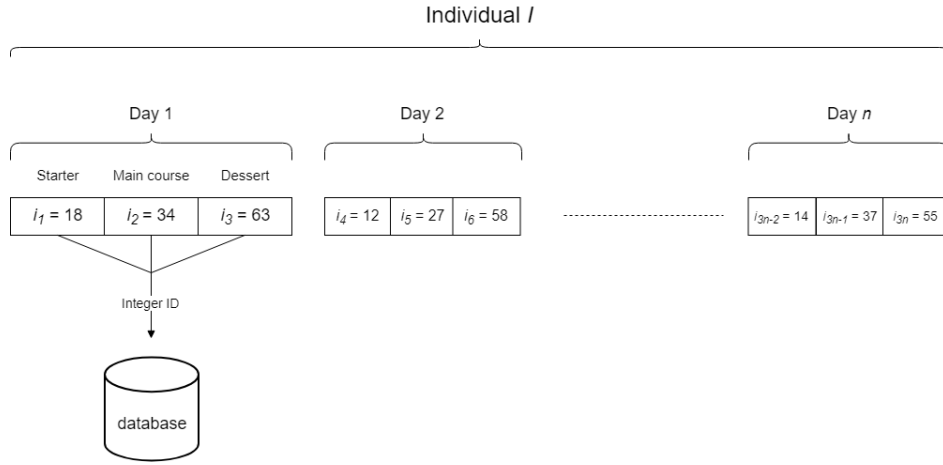 Individual I
Day 1 Day 2 Day n
Starter Main course Dessert
i₁ = 18 i₂ = 34 i₃ = 63 i₄ = 12 i₅ = 27 i₆ = 58 i₃ₙ₋₂ = 14 i₃ₙ₋₁ = 37 i₃ₙ = 55
Integer ID
database